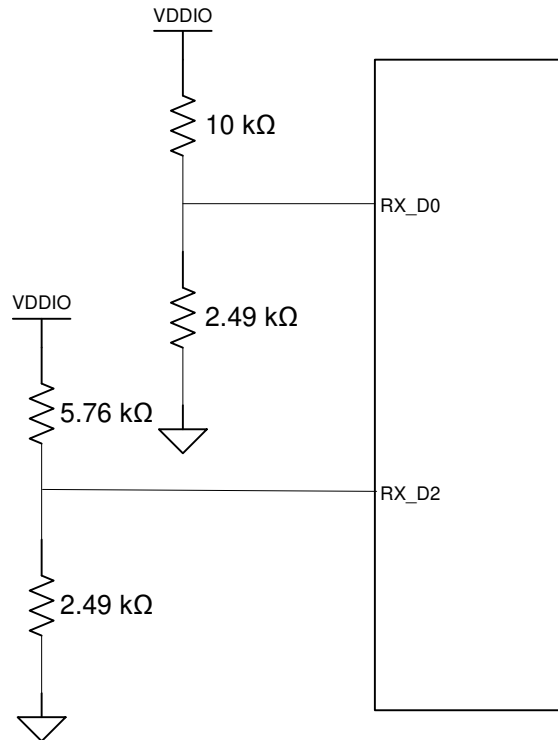 VDDIO
10 kΩ
RX_D0
2.49 kΩ
VDDIO
5.76 kΩ
RX_D2
2.49 kΩ